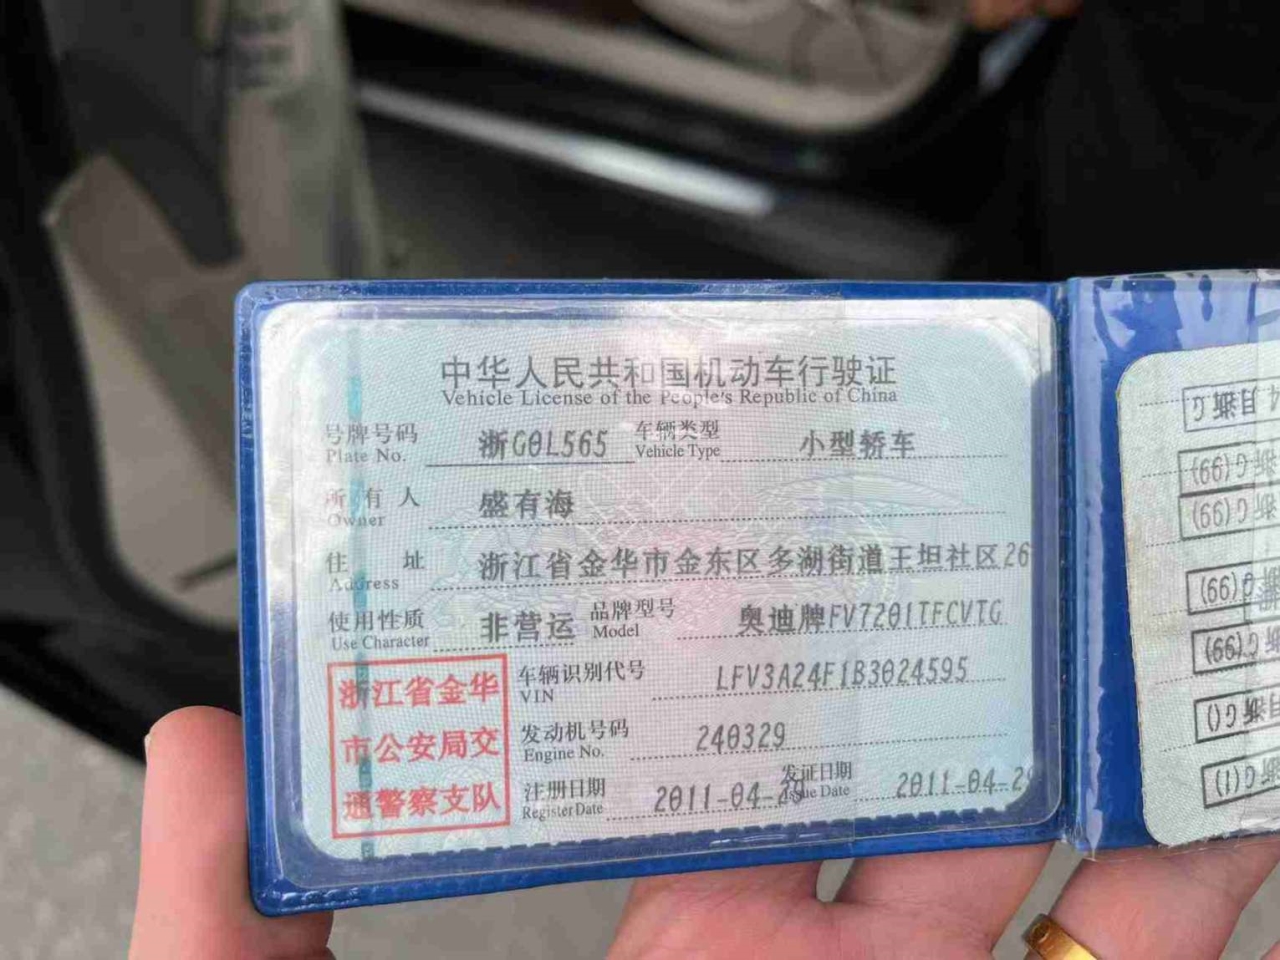 中华人民共和国机动车行驶证
Vehicle License of the People's Republic of China
号牌号码 浙G0L565 车辆类型 小型轿车
Plate No. Vehicle Type
所有人 盛有海
Owner
住址 浙江省金华市金东区多湖街道王坦社区26
Address
使用性质 非营运 品牌型号 奥迪牌FV7201TFCVTG
Use Character Model
浙江省金华
市公安局交
通警察支队
车辆识别代号 LFV3A24F1B3024595
VIN
发动机号码 240329
Engine No.
注册日期 2011-04-29 发证日期 2011-04-29
Register Date Issue Date